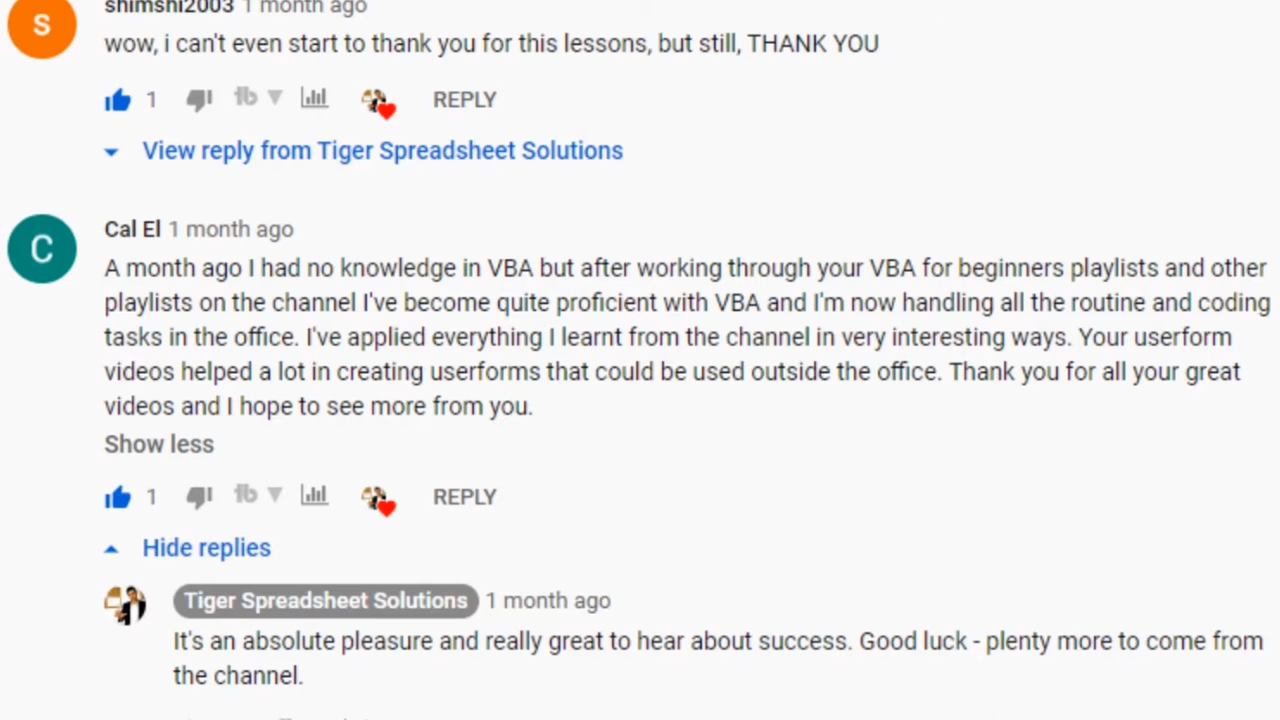 shimshi2003 1 month ago
S
wow, i can't even start to thank you for this lessons, but still, THANK YOU
1 REPLY
View reply from Tiger Spreadsheet Solutions
Cal El 1 month ago
C
A month ago I had no knowledge in VBA but after working through your VBA for beginners playlists and other
playlists on the channel I've become quite proficient with VBA and I'm now handling all the routine and coding
tasks in the office. I've applied everything I learnt from the channel in very interesting ways. Your userform
videos helped a lot in creating userforms that could be used outside the office. Thank you for all your great
videos and I hope to see more from you.
Show less
1 REPLY
Hide replies
Tiger Spreadsheet Solutions 1 month ago
It's an absolute pleasure and really great to hear about success. Good luck - plenty more to come from
the channel.